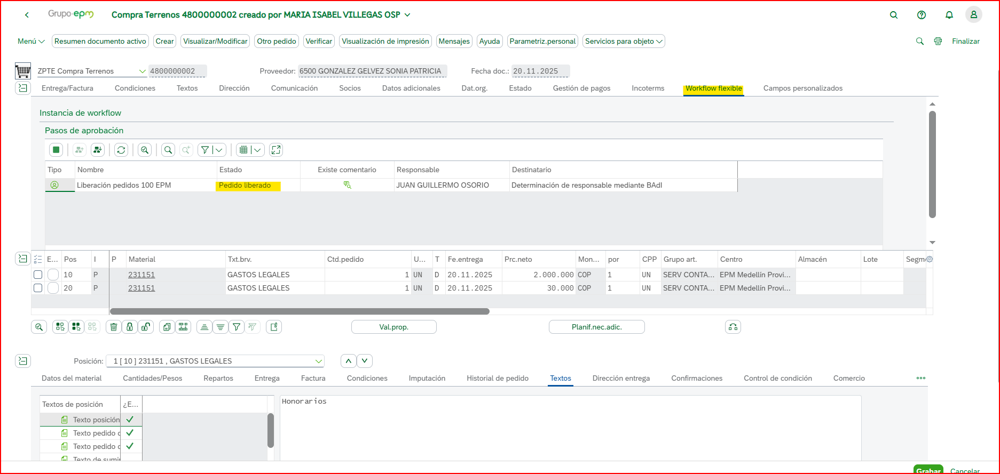 Grupo·epm Compra Terrenos 4800000002 creado por MARIA ISABEL VILLEGAS OSP
Menú Resumen documento activo Crear Visualizar/Modificar Otro pedido Verificar Visualización de impresión Mensajes Ayuda Parametriz.personal Servicios para objeto Finalizar
ZPTE Compra Terrenos 4800000002 Proveedor: 6500 GONZALEZ GELVEZ SONIA PATRICIA Fecha doc.: 20.11.2025
Entrega/Factura Condiciones Textos Dirección Comunicación Socios Datos adicionales Dat.org. Estado Gestión de pagos Incoterms Workflow flexible Campos personalizados
Instancia de workflow
Pasos de aprobación
Tipo Nombre Estado Existe comentario Responsable Destinatario
Liberación pedidos 100 EPM Pedido liberado JUAN GUILLERMO OSORIO Determinación de responsable mediante BAdI
E... Pos I P Material Txt.brv. Ctd.pedido U... T Fe.entrega Prc.neto Mon... por CPP Grupo art. Centro Almacén Lote Segm
10 P 231151 GASTOS LEGALES 1 UN D 20.11.2025 2.000.000 COP 1 UN SERV CONTA... EPM Medellín Provi...
20 P 231151 GASTOS LEGALES 1 UN D 20.11.2025 30.000 COP 1 UN SERV CONTA... EPM Medellín Provi...
Val.prop. Planif.nec.adic.
Posición: 1 [ 10 ] 231151 , GASTOS LEGALES
Datos del material Cantidades/Pesos Repartos Entrega Factura Condiciones Imputación Historial de pedido Textos Dirección entrega Confirmaciones Control de condición Comercio
Textos de posición ¿E... Honorarios
Texto posición
Texto pedido
Texto pedido
Texto de sumi
Grabar Cancelar